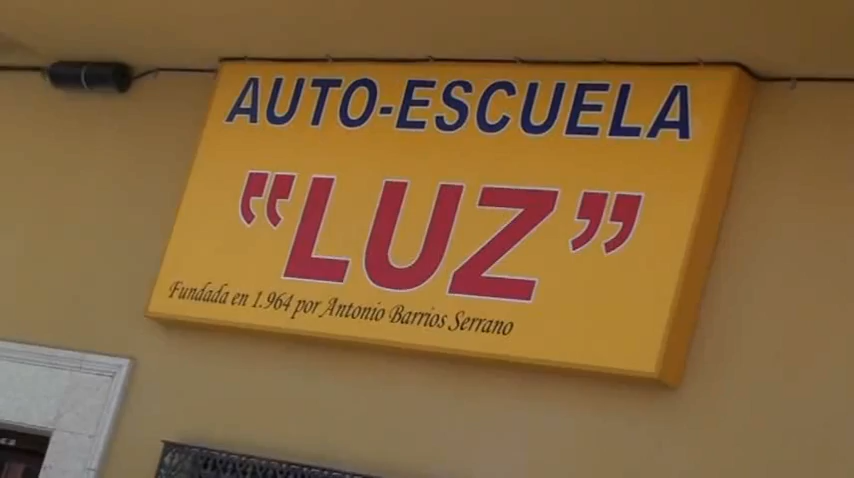 AUTO-ESCUELA
"LUZ"
Fundada en 1.964 por Antonio Barrios Serrano